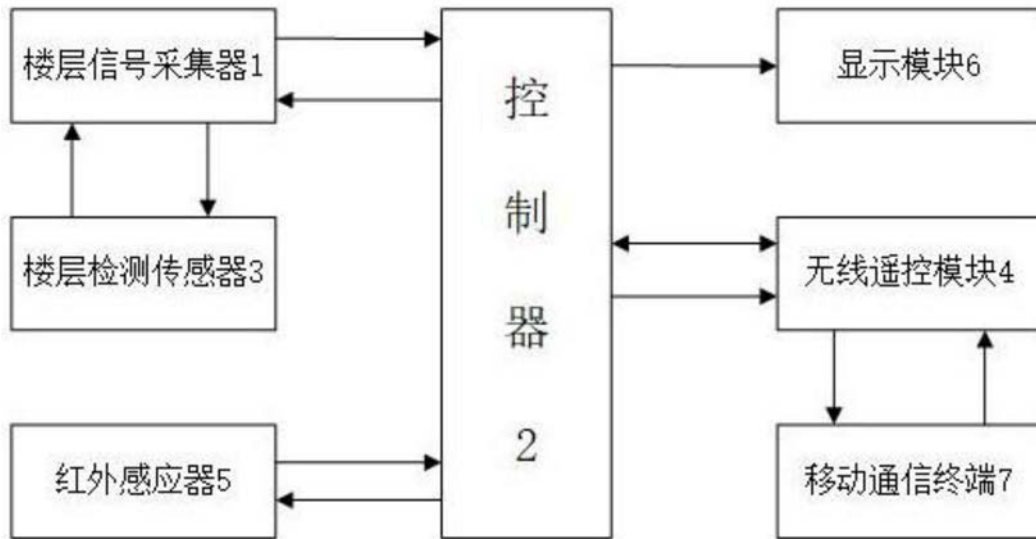 楼层信号采集器1
楼层检测传感器3
红外感应器5
控
制
器
2
显示模块6
无线遥控模块4
移动通信终端7